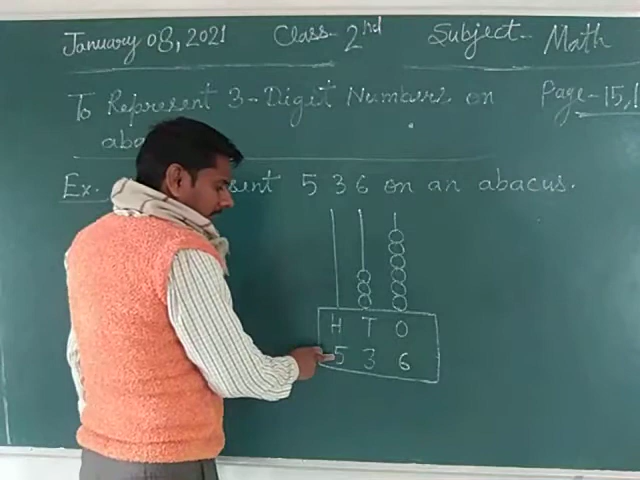 January 08, 2021 Class- 2nd Subject- Math
To Represent 3-Digit Numbers on Page-15,1
aba
Ex. sent 5 3 6 on an abacus.
H T O
5 3 6